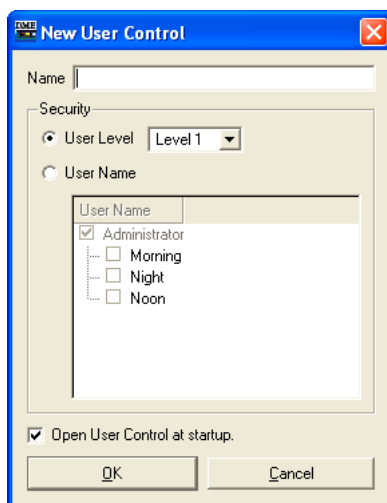 DME
New User Control
Name
Security
User Level Level 1
User Name
User Name
Administrator
Morning
Night
Noon
Open User Control at startup.
OK Cancel